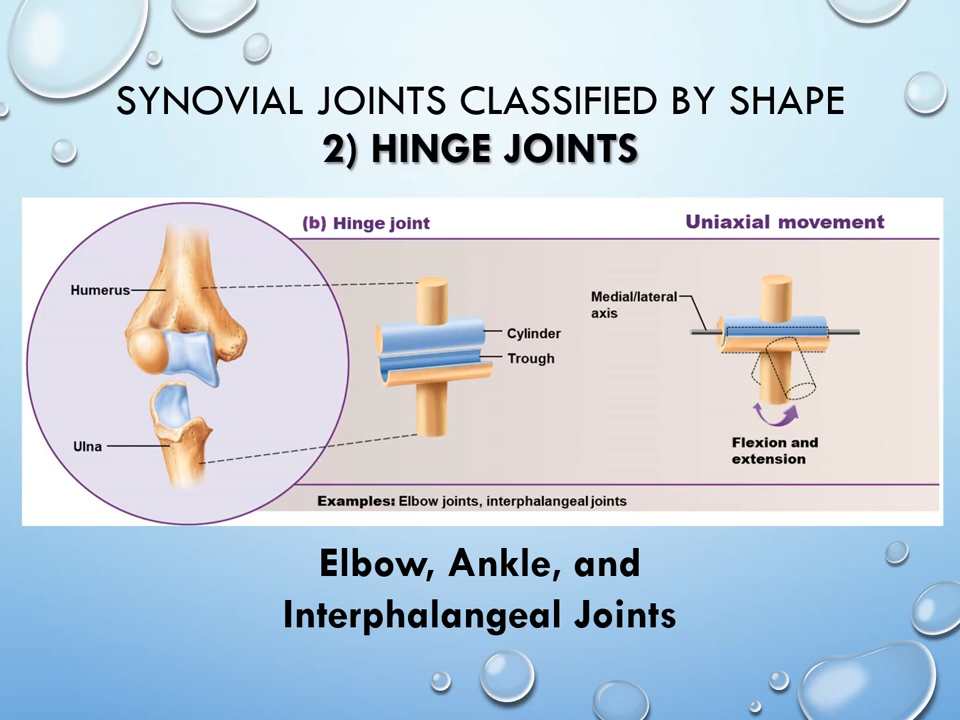 SYNOVIAL JOINTS CLASSIFIED BY SHAPE
2) HINGE JOINTS
(b) Hinge joint
Uniaxial movement
Humerus
Medial/lateral
axis
Cylinder
Trough
Ulna
Flexion and
extension
Examples: Elbow joints, interphalangeal joints
Elbow, Ankle, and
Interphalangeal Joints